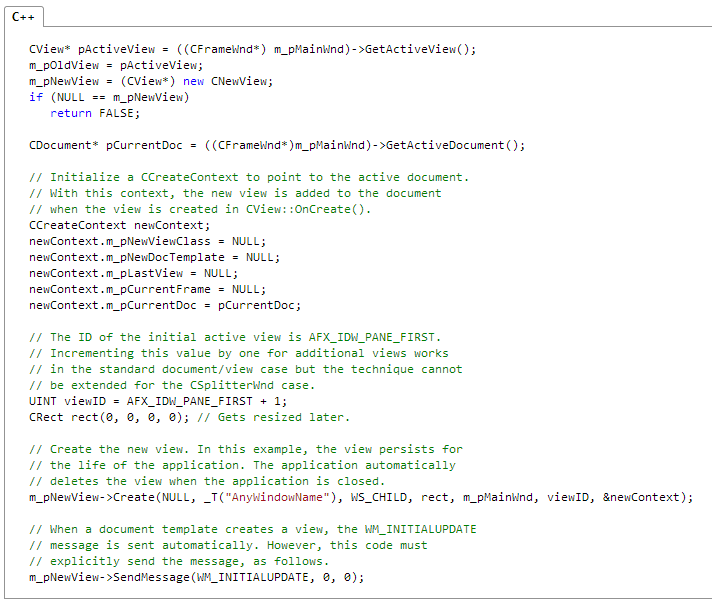 C++
CView* pActiveView = ((CFrameWnd*) m_pMainWnd)->GetActiveView();
m_pOldView = pActiveView;
m_pNewView = (CView*) new CNewView;
if (NULL == m_pNewView)
   return FALSE;

CDocument* pCurrentDoc = ((CFrameWnd*)m_pMainWnd)->GetActiveDocument();

// Initialize a CCreateContext to point to the active document.
// With this context, the new view is added to the document
// when the view is created in CView::OnCreate().
CCreateContext newContext;
newContext.m_pNewViewClass = NULL;
newContext.m_pNewDocTemplate = NULL;
newContext.m_pLastView = NULL;
newContext.m_pCurrentFrame = NULL;
newContext.m_pCurrentDoc = pCurrentDoc;

// The ID of the initial active view is AFX_IDW_PANE_FIRST.
// Incrementing this value by one for additional views works
// in the standard document/view case but the technique cannot
// be extended for the CSplitterWnd case.
UINT viewID = AFX_IDW_PANE_FIRST + 1;
CRect rect(0, 0, 0, 0); // Gets resized later.

// Create the new view. In this example, the view persists for
// the life of the application. The application automatically
// deletes the view when the application is closed.
m_pNewView->Create(NULL, _T("AnyWindowName"), WS_CHILD, rect, m_pMainWnd, viewID, &newContext);

// When a document template creates a view, the WM_INITIALUPDATE
// message is sent automatically. However, this code must
// explicitly send the message, as follows.
m_pNewView->SendMessage(WM_INITIALUPDATE, 0, 0);